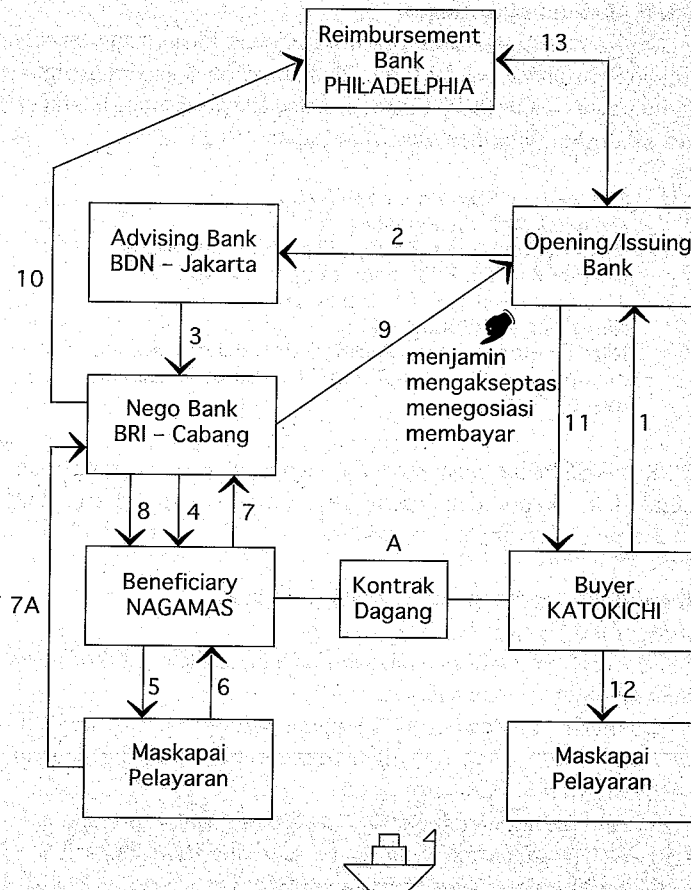 Reimbursement
Bank
PHILADELPHIA
13
Advising Bank
BDN – Jakarta
2
Opening/Issuing
Bank
10
3
9
menjamin
mengakseptas
menegosiasi
membayar
Nego Bank
BRI – Cabang
11
1
8
4
7
A
Beneficiary
NAGAMAS
Kontrak
Dagang
Buyer
KATOKICHI
7A
5
6
12
Maskapai
Pelayaran
Maskapai
Pelayaran